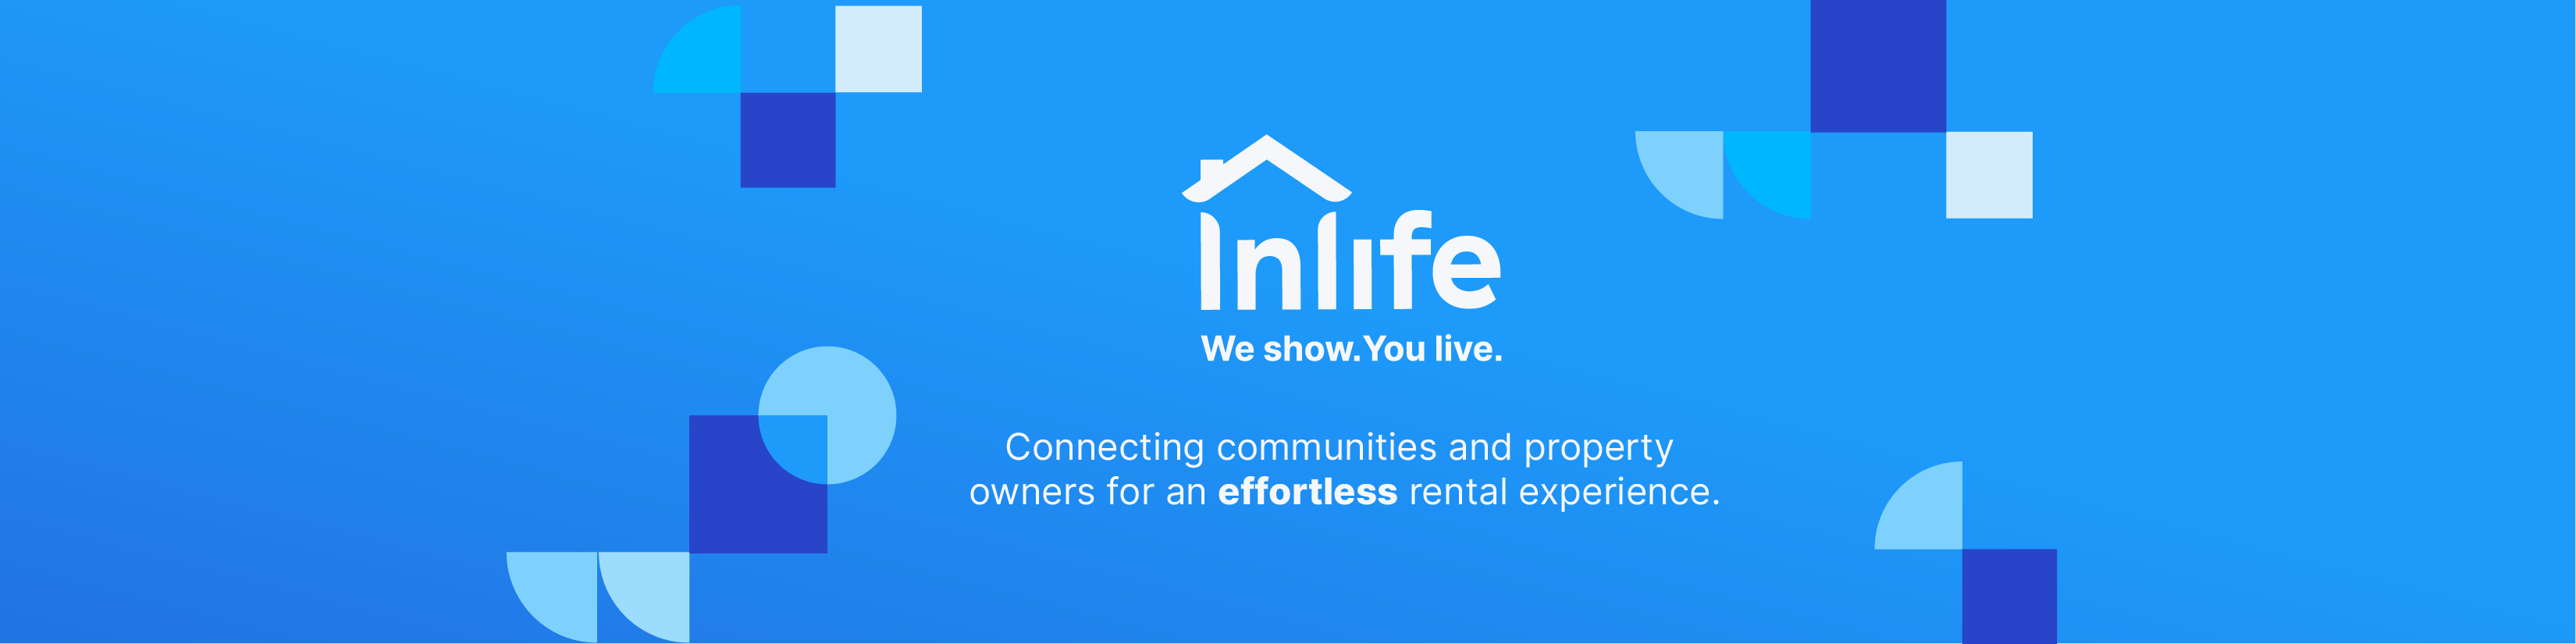 Inlife
We show.You live.
Connecting communities and property
owners for an effortless rental experience.